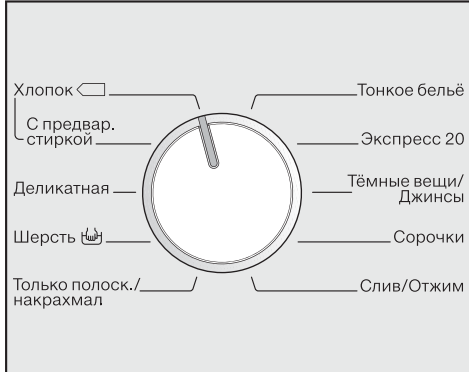 Хлопок
С предвар.
стиркой
Деликатная
Шерсть
Только полоск./
накрахмал.
Тонкое бельё
Экспресс 20
Тёмные вещи/
Джинсы
Сорочки
Слив/Отжим